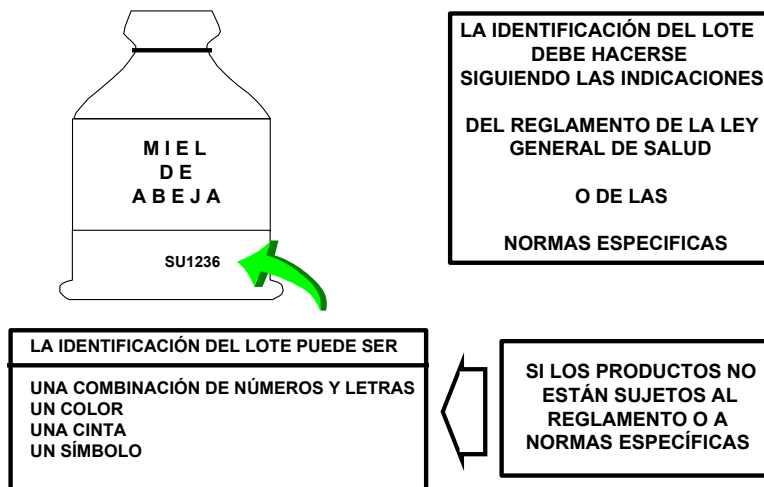 M I E L
D E
A B E J A
SU1236
LA IDENTIFICACIÓN DEL LOTE
DEBE HACERSE
SIGUIENDO LAS INDICACIONES
DEL REGLAMENTO DE LA LEY
GENERAL DE SALUD
O DE LAS
NORMAS ESPECIFICAS
LA IDENTIFICACIÓN DEL LOTE PUEDE SER
UNA COMBINACIÓN DE NÚMEROS Y LETRAS
UN COLOR
UNA CINTA
UN SÍMBOLO
SI LOS PRODUCTOS NO
ESTÁN SUJETOS AL
REGLAMENTO O A
NORMAS ESPECÍFICAS